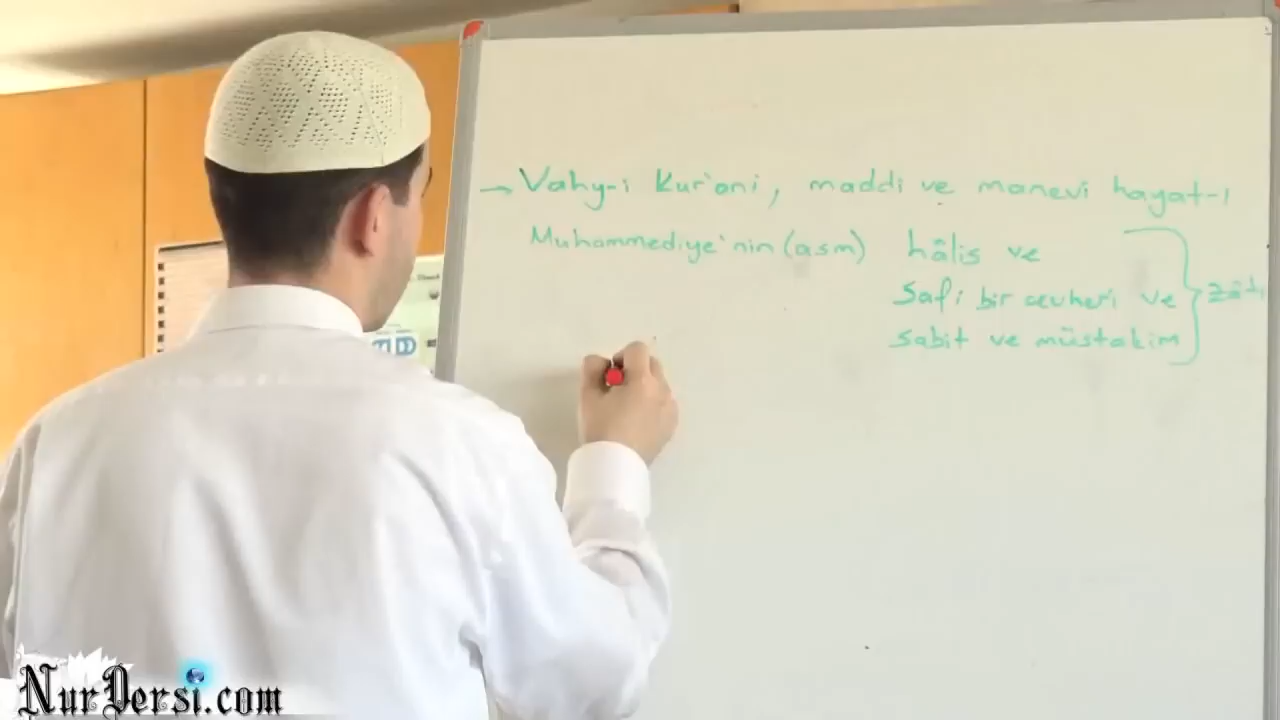 → Vahy-i Kur'ani, maddi ve manevi hayat-ı
Muhammediye'nin (asm) hâlis ve
safi bir cevheri ve
sabit ve müstakim
NurDersi.com